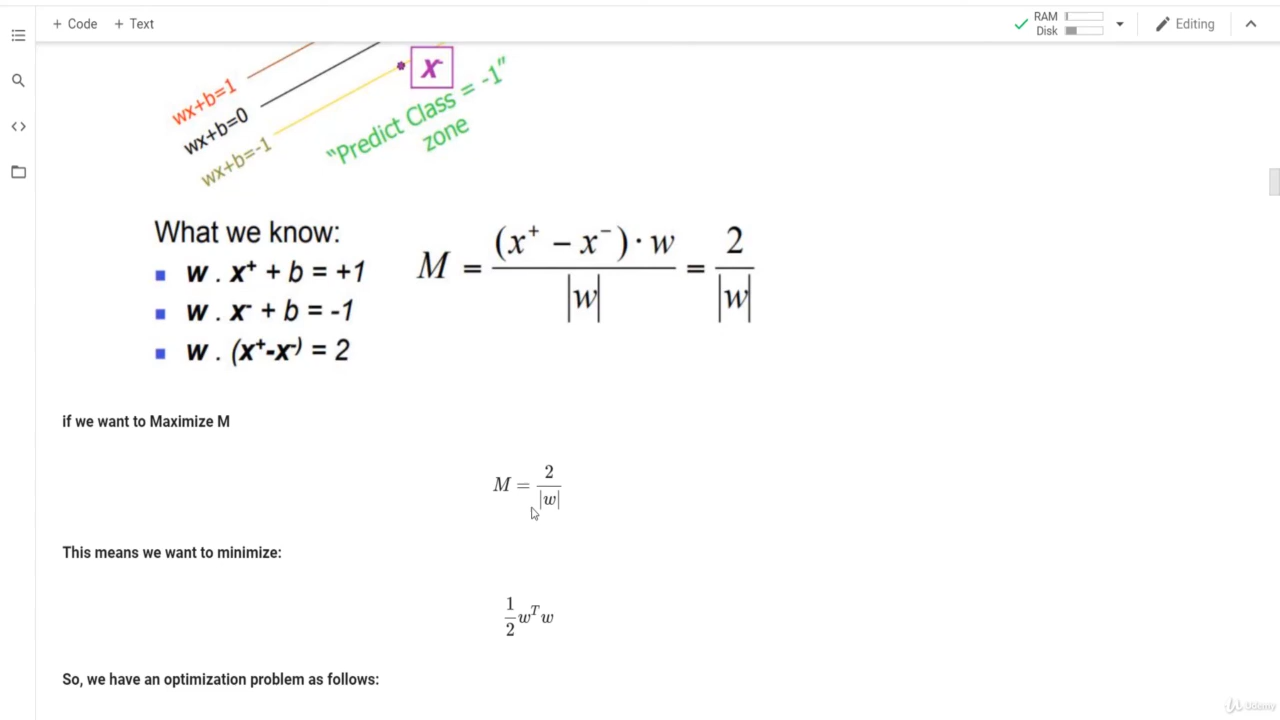 + Code + Text
RAM
Disk
Editing
wx+b=1
wx+b=0
wx+b=-1
X-
"Predict Class = -1"
zone
What we know:
w . x+ + b = +1
w . x- + b = -1
w . (x+-x-) = 2
M = (x+ − x−) · w / |w| = 2 / |w|
if we want to Maximize M
M = 2 / |w|
This means we want to minimize:
1/2 wᵀw
So, we have an optimization problem as follows:
Udemy